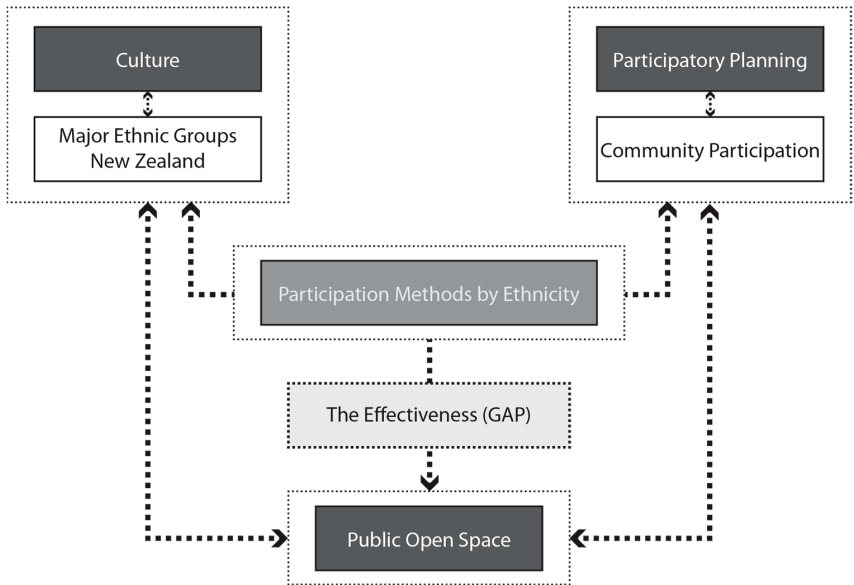 Culture
Major Ethnic Groups
New Zealand
Participatory Planning
Community Participation
Participation Methods by Ethnicity
The Effectiveness (GAP)
Public Open Space